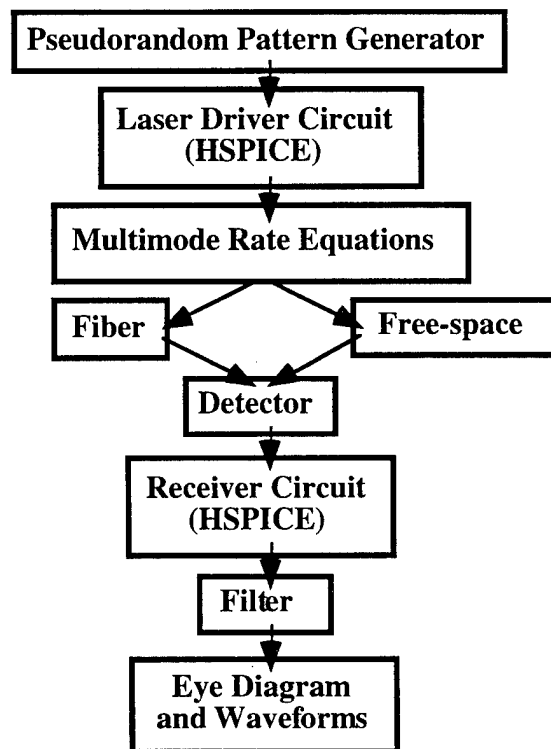 Pseudorandom Pattern Generator
Laser Driver Circuit
(HSPICE)
Multimode Rate Equations
Fiber
Free-space
Detector
Receiver Circuit
(HSPICE)
Filter
Eye Diagram
and Waveforms